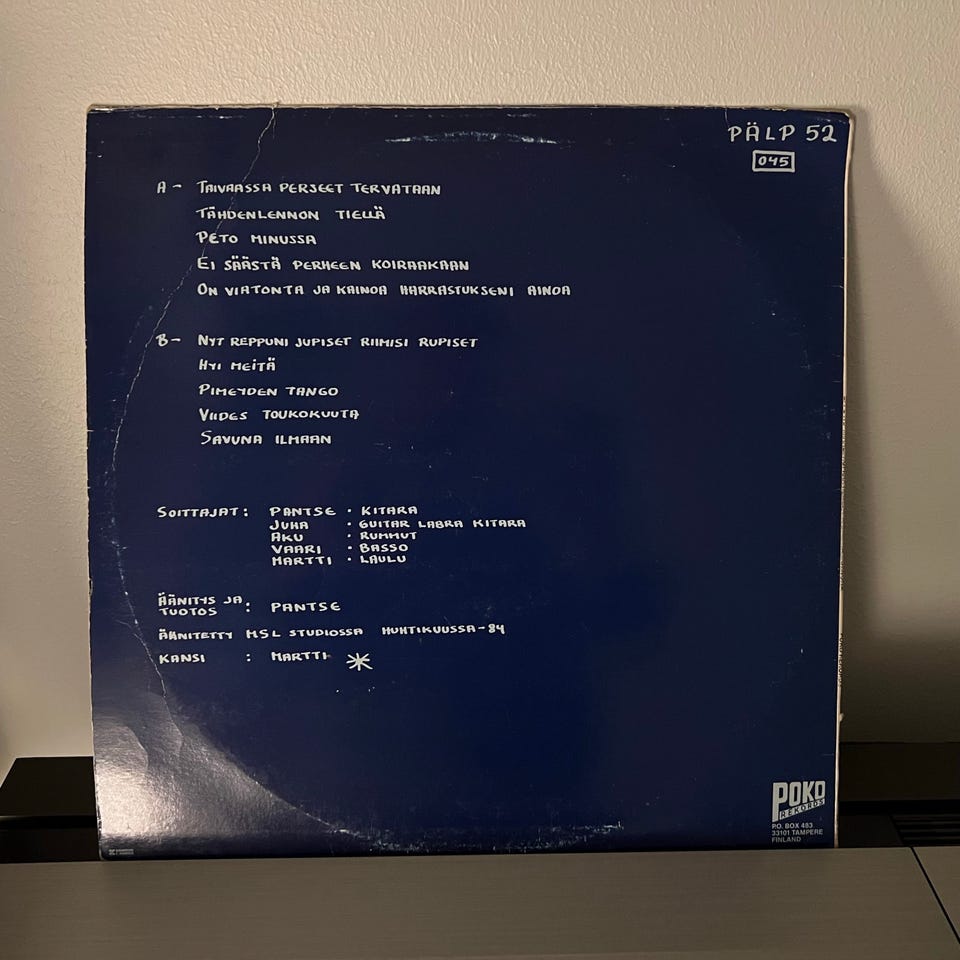 PÄLP 52
045
A - TAIVAASSA PERSEET TERVATAAN
TÄHDENLENNON TIELLÄ
PETO MINUSSA
EI SÄÄSTÄ PERHEEN KOIRAAKAAN
ON VIATONTA JA KAINOA HARRASTUKSENI AINOA
B - NYT REPPUNI JUPISET RIIMISI RUPISET
HYI MEITÄ
PIMEYDEN TANGO
VIIDES TOUKOKUUTA
SAVUNA ILMAAN
SOITTAJAT: PANTSE • KITARA
JUHA • GUITAR LABRA KITARA
AKU • RUMMUT
VAARI • BASSO
MARTTI • LAULU
ÄÄNITYS JA TUOTOS : PANTSE
ÄÄNITETTY MSL STUDIOSSA HUHTIKUUSSA-84
KANSI : MARTTI
POKO
REKORDS
P.O. BOX 483
33101 TAMPERE
FINLAND